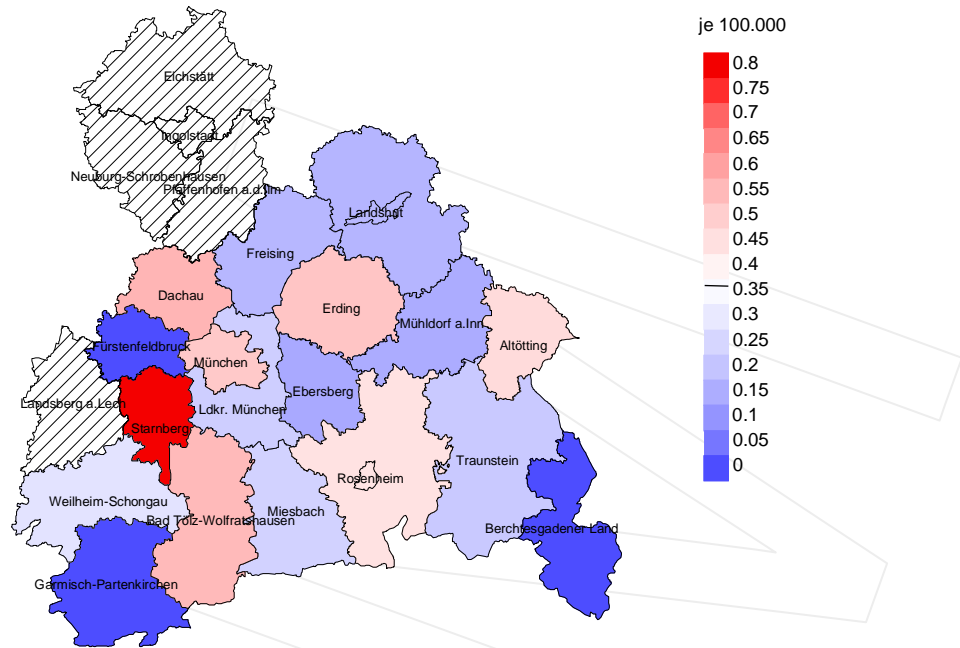 je 100.000
0.8
0.75
0.7
0.65
0.6
0.55
0.5
0.45
0.4
0.35
0.3
0.25
0.2
0.15
0.1
0.05
0
Eichstätt
Ingolstadt
Neuburg-Schrobenhausen
Pfaffenhofen a.d.Ilm
Landshut
Freising
Dachau
Erding
Mühldorf a.Inn
Altötting
Fürstenfeldbruck
München
Ebersberg
Landsberg a.Lech
Ldkr. München
Starnberg
Traunstein
Rosenheim
Weilheim-Schongau
Miesbach
Bad Tölz-Wolfratshausen
Berchtesgadener Land
Garmisch-Partenkirchen